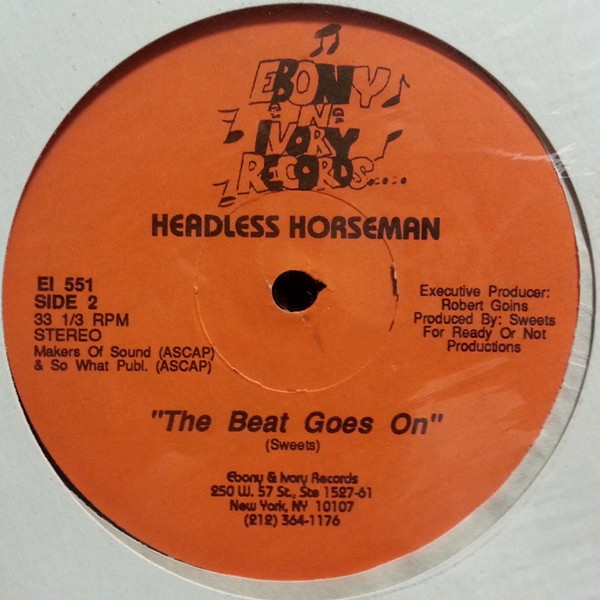 EBONY
"N"
IVORY
RECORDS....
HEADLESS HORSEMAN
EI 551
SIDE 2
33 1/3 RPM
STEREO
Makers Of Sound (ASCAP)
& So What Publ. (ASCAP)
Executive Producer:
Robert Goins
Produced By: Sweets
For Ready Or Not
Productions
"The Beat Goes On"
(Sweets)
Ebony & Ivory Records
250 W. 57 St., Ste 1527-61
New York, NY 10107
(212) 364-1176